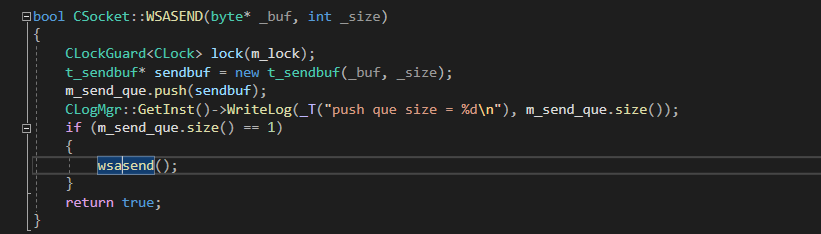 bool CSocket::WSASEND(byte* _buf, int _size)
{
    CLockGuard<CLock> lock(m_lock);
    t_sendbuf* sendbuf = new t_sendbuf(_buf, _size);
    m_send_que.push(sendbuf);
    CLogMgr::GetInst()->WriteLog(_T("push que size = %d\n"), m_send_que.size());
    if (m_send_que.size() == 1)
    {
        wsasend();
    }
    return true;
}